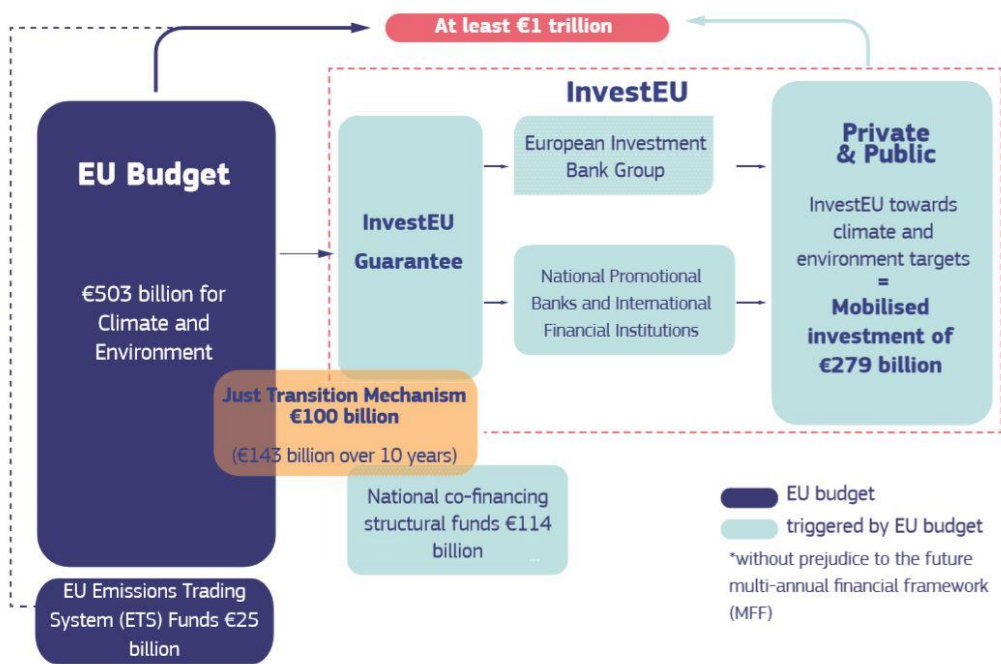 At least €1 trillion
InvestEU
EU Budget
€503 billion for
Climate and
Environment
InvestEU
Guarantee
European Investment
Bank Group
National Promotional
Banks and International
Financial Institutions
Private
& Public
InvestEU towards
climate and
environment targets
=
Mobilised
investment of
€279 billion
Just Transition Mechanism
€100 billion
(€143 billion over 10 years)
National co-financing
structural funds €114
billion
EU Emissions Trading
System (ETS) Funds €25
billion
EU budget
triggered by EU budget
*without prejudice to the future
multi-annual financial framework
(MFF)